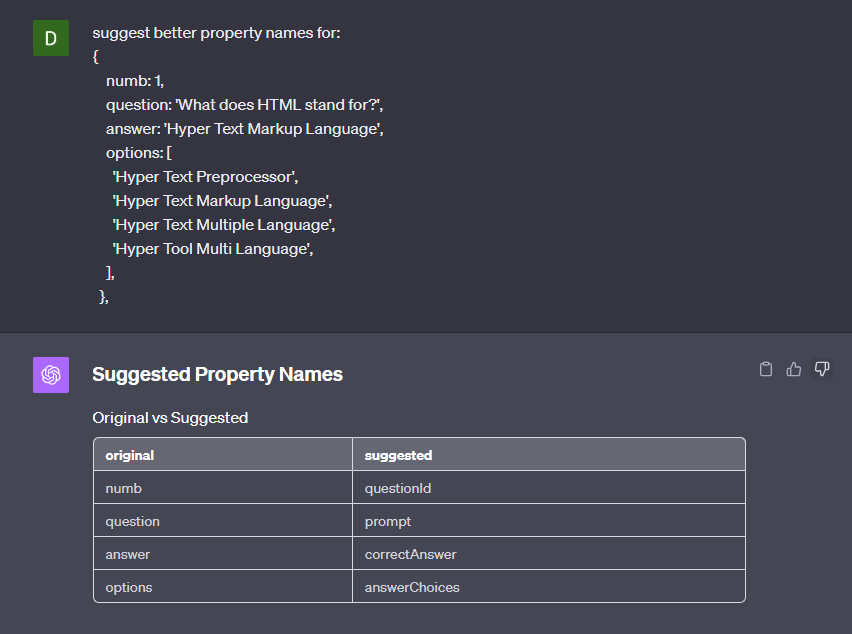 D
suggest better property names for:
{
numb: 1,
question: 'What does HTML stand for?',
answer: 'Hyper Text Markup Language',
options: [
'Hyper Text Preprocessor',
'Hyper Text Markup Language',
'Hyper Text Multiple Language',
'Hyper Tool Multi Language',
],
},
Suggested Property Names
Original vs Suggested
original suggested
numb questionId
question prompt
answer correctAnswer
options answerChoices